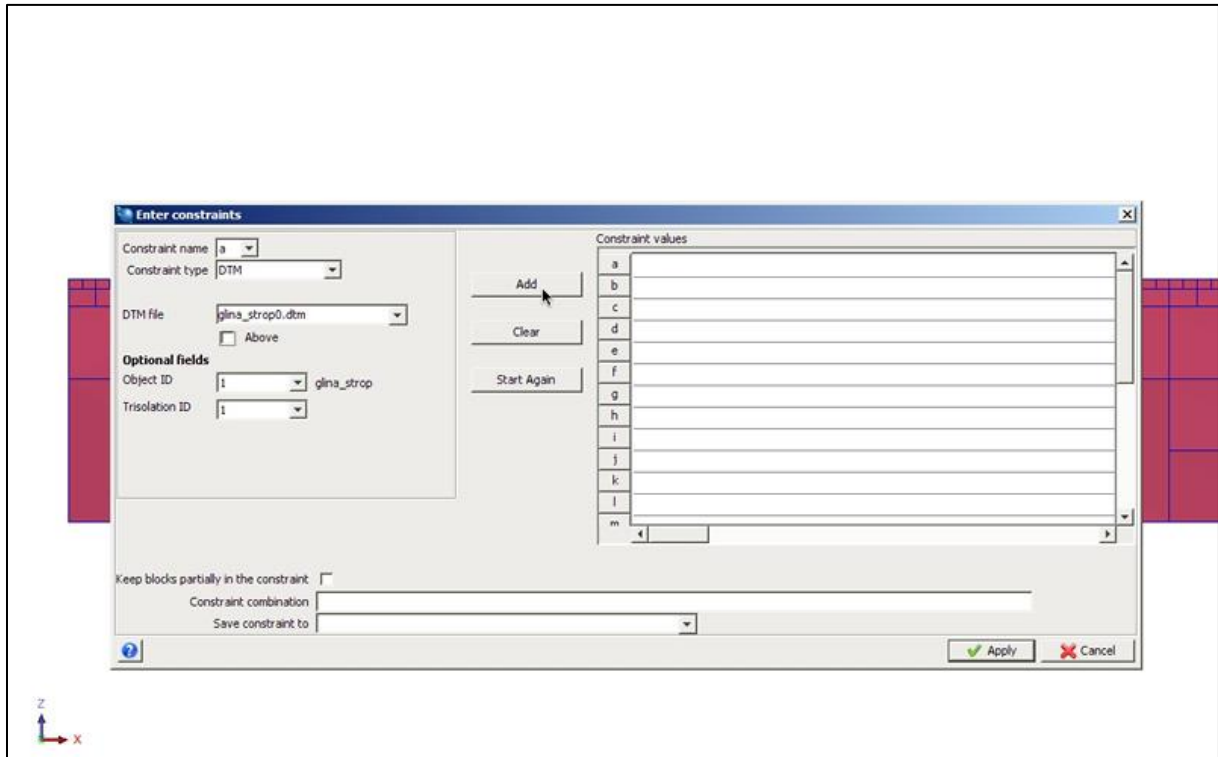 Enter constraints
Constraint name a
Constraint type DTM
DTM file glina_strop0.dtm
Above
Optional fields
Object ID 1 glina_strop
Trisolation ID 1
Add
Clear
Start Again
Constraint values
a
b
c
d
e
f
g
h
i
j
k
l
m
Keep blocks partially in the constraint
Constraint combination
Save constraint to
? Apply Cancel
Z
X